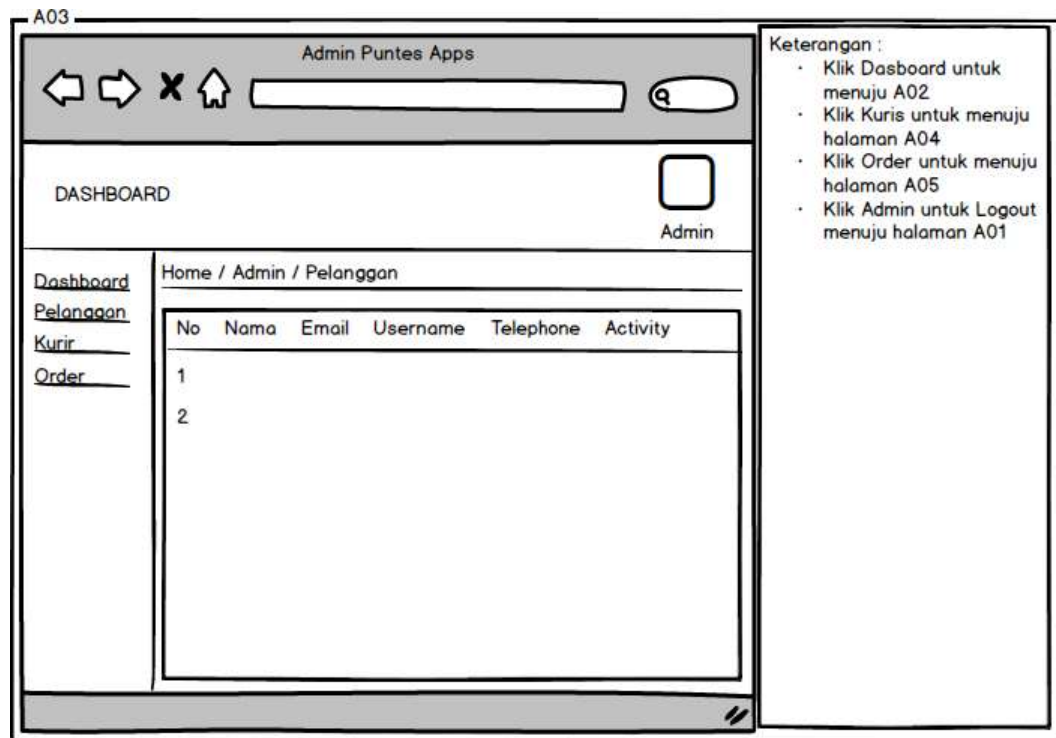 A03
Admin Puntes Apps
DASHBOARD
Admin
Dashboard
Pelanggan
Kurir
Order
Home / Admin / Pelanggan
No Nama Email Username Telephone Activity
1
2
Keterangan :
· Klik Dasboard untuk
menuju A02
· Klik Kuris untuk menuju
halaman A04
· Klik Order untuk menuju
halaman A05
· Klik Admin untuk Logout
menuju halaman A01